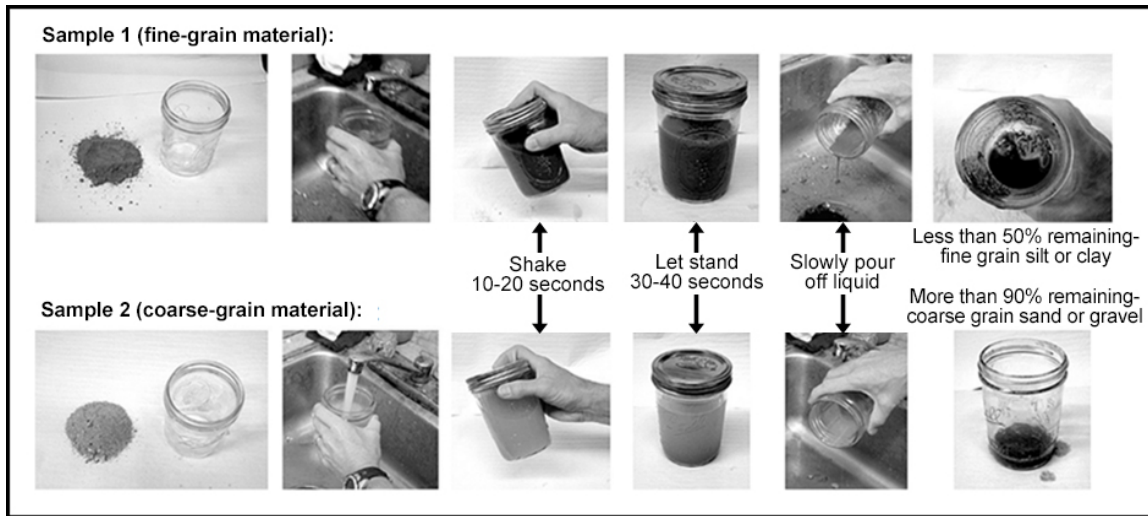 Sample 1 (fine-grain material):
Shake
10-20 seconds
Let stand
30-40 seconds
Slowly pour
off liquid
Less than 50% remaining-
fine grain silt or clay
More than 90% remaining-
coarse grain sand or gravel
Sample 2 (coarse-grain material):